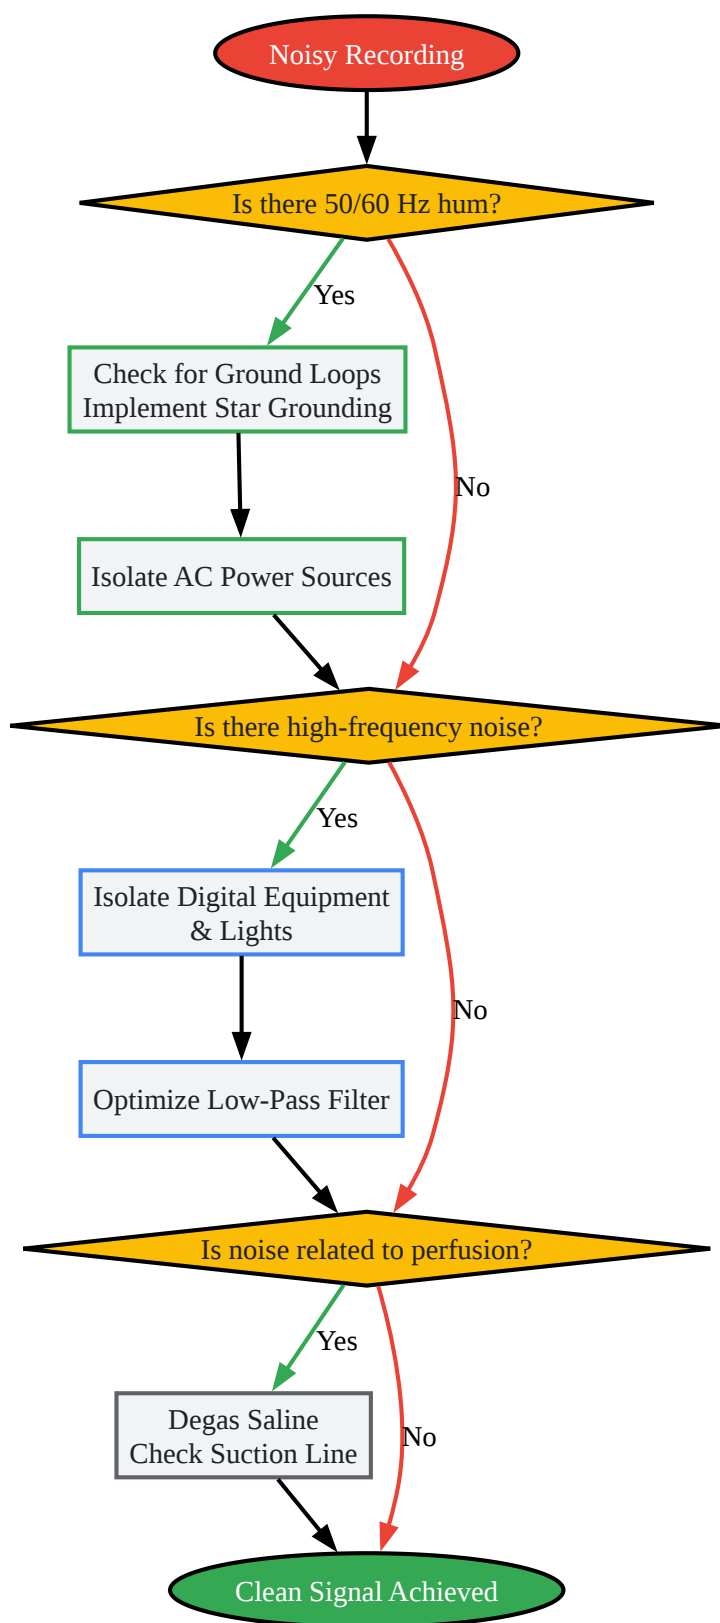 Noisy Recording
Is there 50/60 Hz hum?
Yes
Check for Ground Loops
Implement Star Grounding
No
Isolate AC Power Sources
Is there high-frequency noise?
Yes
Isolate Digital Equipment
& Lights
No
Optimize Low-Pass Filter
Is noise related to perfusion?
Yes
Degas Saline
Check Suction Line
No
Clean Signal Achieved